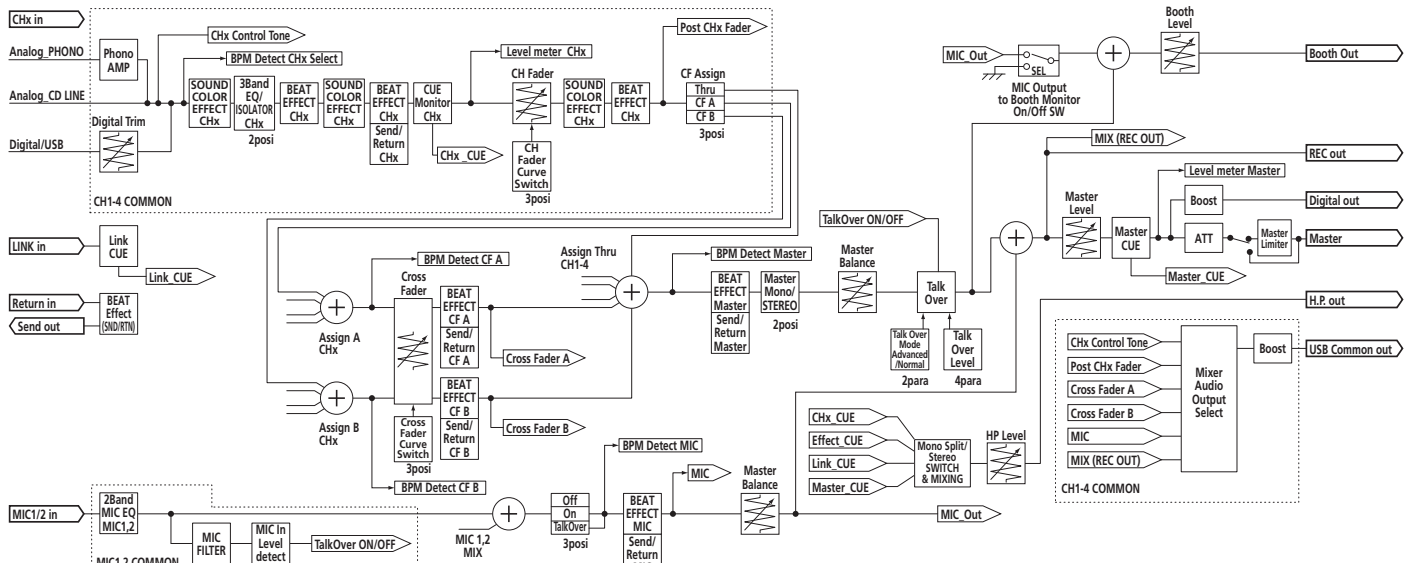 CHx in
Analog_PHONO
Phono
AMP
CHx Control Tone
BPM Detect CHx Select
Analog_CD LINE
Digital Trim
Digital/USB
SOUND
COLOR
EFFECT
CHx
3Band
EQ/
ISOLATOR
CHx
2posi
BEAT
EFFECT
CHx
SOUND
COLOR
EFFECT
CHx
BEAT
EFFECT
CHx
Send/
Return
CHx
CUE
Monitor
CHx
CHx _CUE
Level meter CHx
CH Fader
CH
Fader
Curve
Switch
3posi
SOUND
COLOR
EFFECT
CHx
BEAT
EFFECT
CHx
Post CHx Fader
CF Assign
Thru
CF A
CF B
3posi
CH1-4 COMMON
MIC_Out
SEL
MIC Output
to Booth Monitor
On/Off SW
Booth
Level
Booth Out
MIX (REC OUT)
REC out
Level meter Master
Boost
Digital out
Master
Level
Master
CUE
ATT
Master
Limiter
Master
Master_CUE
LINK in
Link
CUE
Link_CUE
Return in
Send out
BEAT
Effect
(SND/RTN)
Assign A
CHx
Assign B
CHx
BPM Detect CF A
Cross
Fader
BEAT
EFFECT
CF A
Send/
Return
CF A
Cross Fader A
BEAT
EFFECT
CF B
Send/
Return
CF B
Cross Fader B
Cross
Fader
Curve
Switch
3posi
BPM Detect CF B
Assign Thru
CH1-4
BPM Detect Master
BEAT
EFFECT
Master
Send/
Return
Master
Master
Mono/
STEREO
2posi
Master
Balance
TalkOver ON/OFF
Talk
Over
Talk Over
Mode
Advanced
/Normal
2para
Talk
Over
Level
4para
H.P. out
CHx Control Tone
Post CHx Fader
Cross Fader A
Cross Fader B
MIC
MIX (REC OUT)
Mixer
Audio
Output
Select
Boost
USB Common out
CH1-4 COMMON
CHx_CUE
Effect_CUE
Link_CUE
Master_CUE
Mono Split/
Stereo
SWITCH
& MIXING
HP Level
MIC1/2 in
2Band
MIC EQ
MIC1,2
MIC
FILTER
MIC in
Level
detect
TalkOver ON/OFF
MIC 1,2
MIX
Off
On
TalkOver
3posi
BPM Detect MIC
BEAT
EFFECT
MIC
Send/
Return
MIC
Master
Balance
MIC_Out
MIC1,2 COMMON